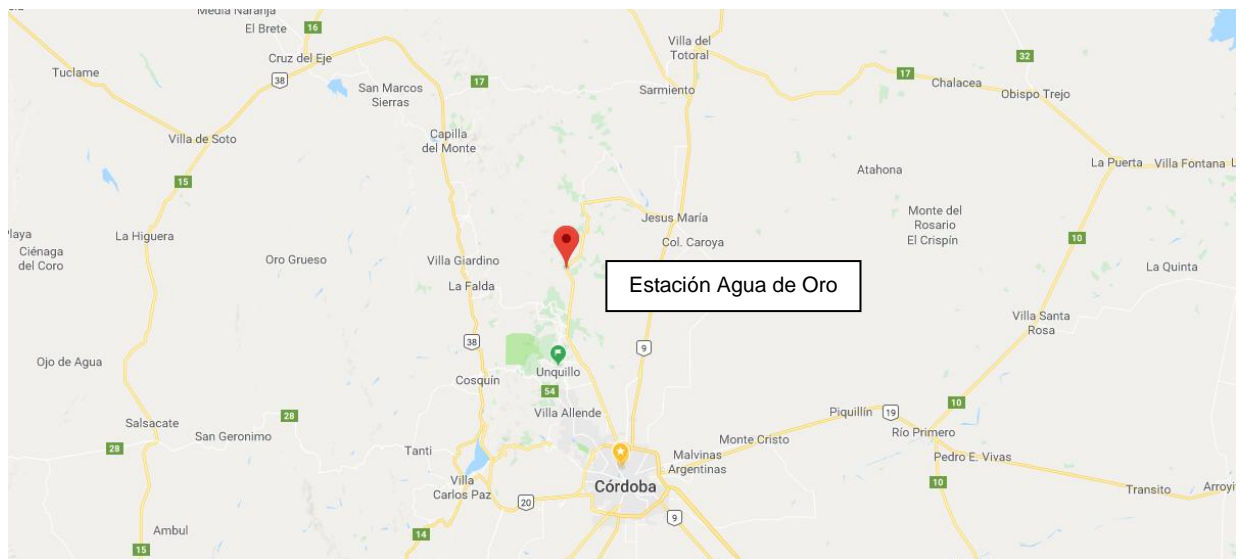 Media Naranja
El Brete
16
Cruz del Eje
Villa del
Totoral
32
Tuclame
38
San Marcos
Sierras
17
Sarmiento
17
Chalacea
Obispo Trejo
Villa de Soto
Capilla
del Monte
La Puerta
Villa Fontana
L
15
Atahona
La Higuera
Jesus María
Monte del
Rosario
El Crispín
10
Playa
Ciénaga
del Coro
Oro Grueso
Villa Giardino
Col. Caroya
La Quinta
La Falda
Estación Agua de Oro
Villa Santa
Rosa
38
9
Ojo de Agua
Cosquín
Unquillo
54
10
28
Villa Allende
Piquillín
19
Salsacate
28
San Geronimo
Tanti
Monte Cristo
Río Primero
Malvinas
Argentinas
Pedro E. Vivas
Villa
Carlos Paz
Córdoba
10
Transito
Arroyi
20
9
Ambul
14
15